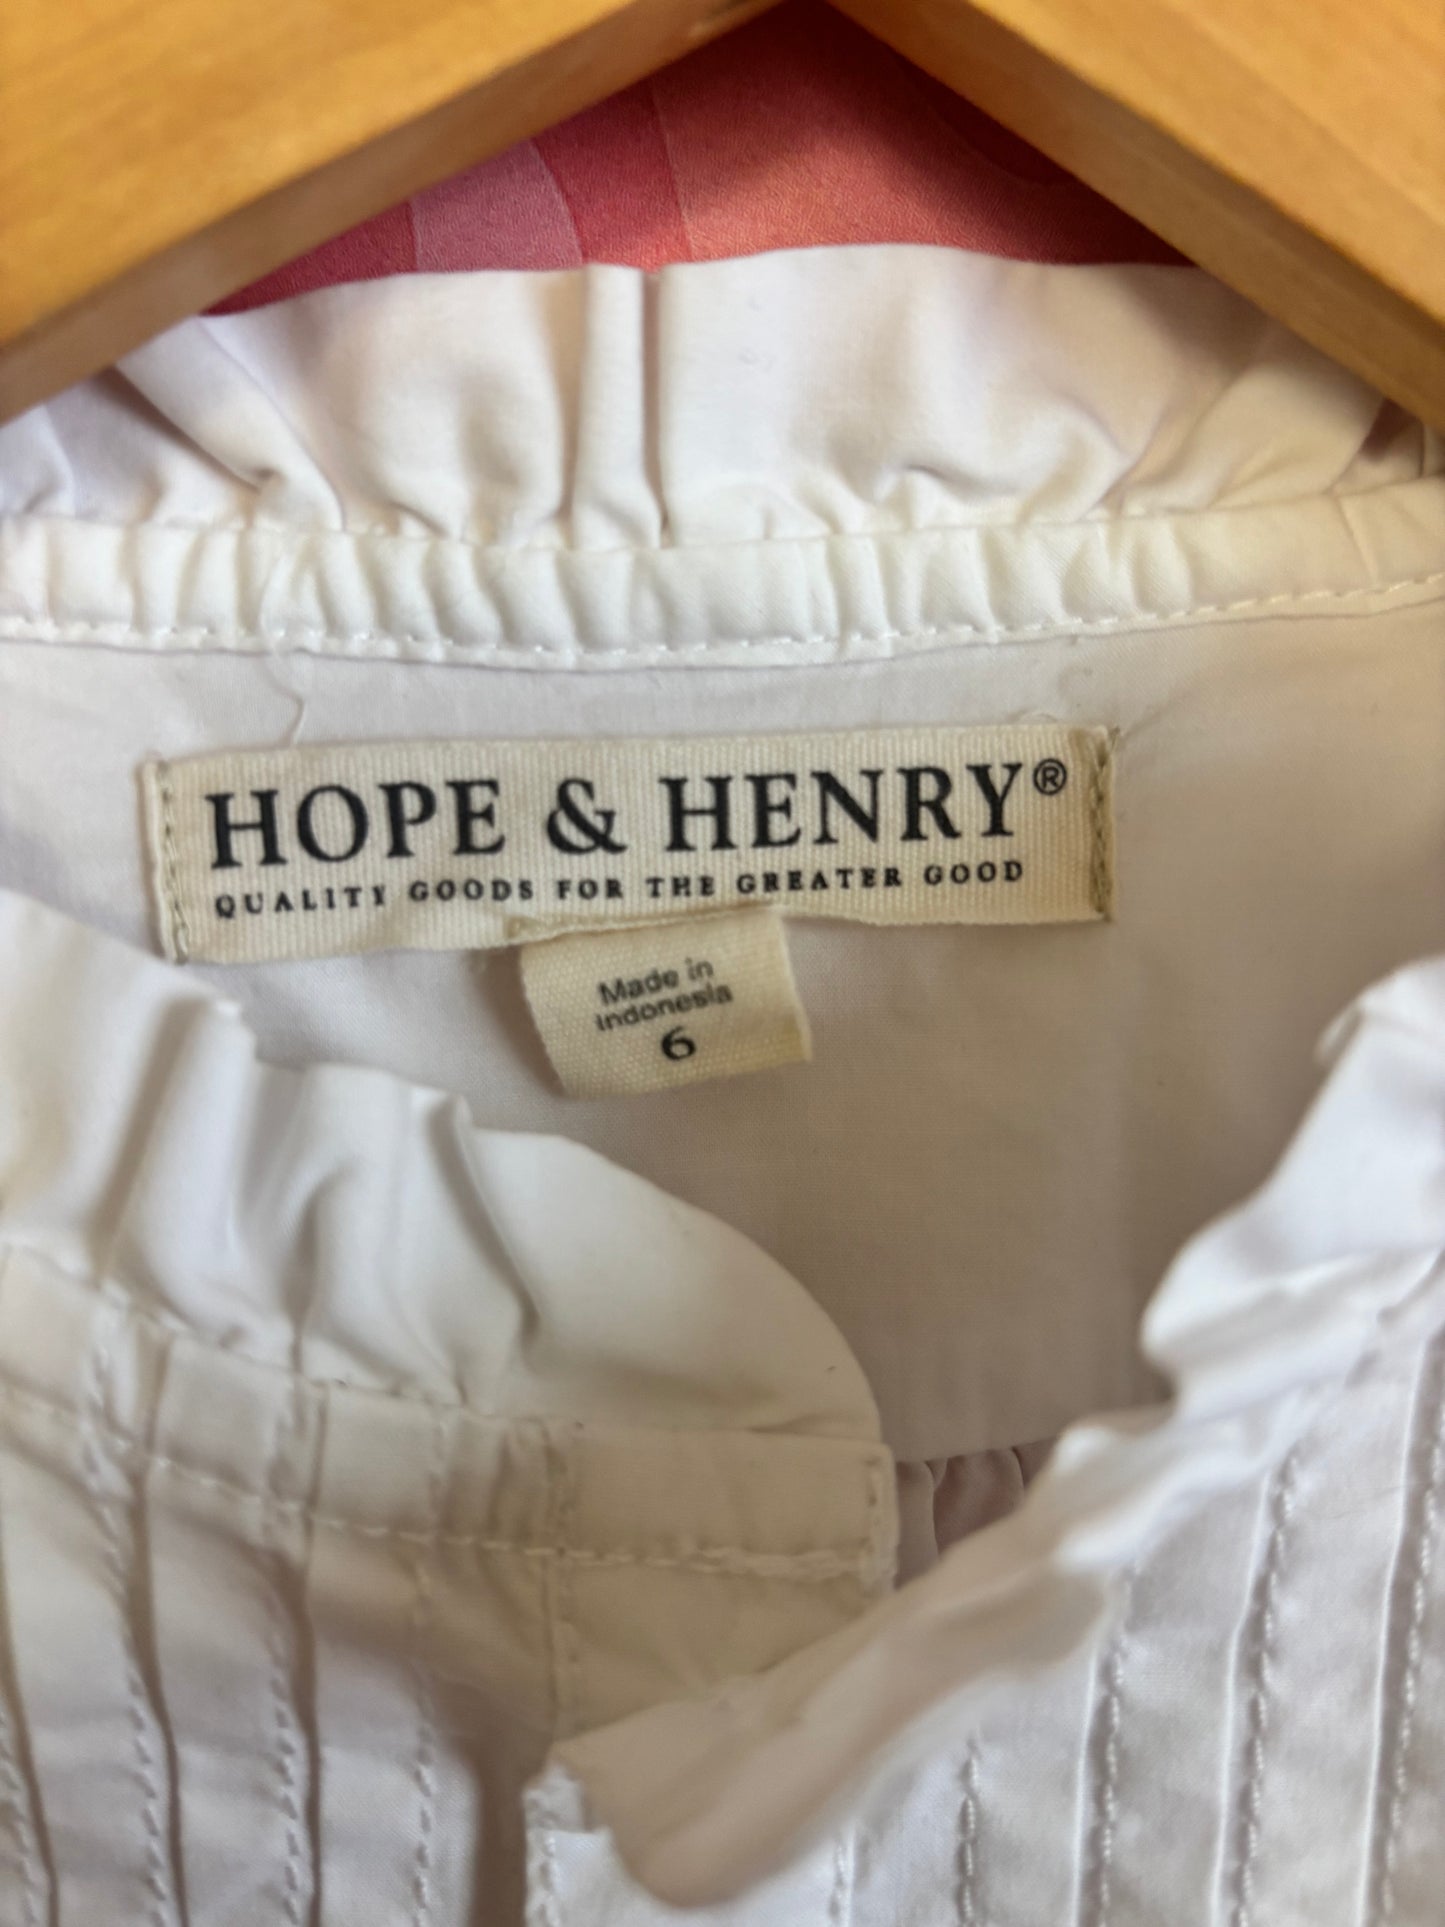 HOPE & HENRY®
QUALITY GOODS FOR THE GREATER GOOD
Made in
Indonesia
6